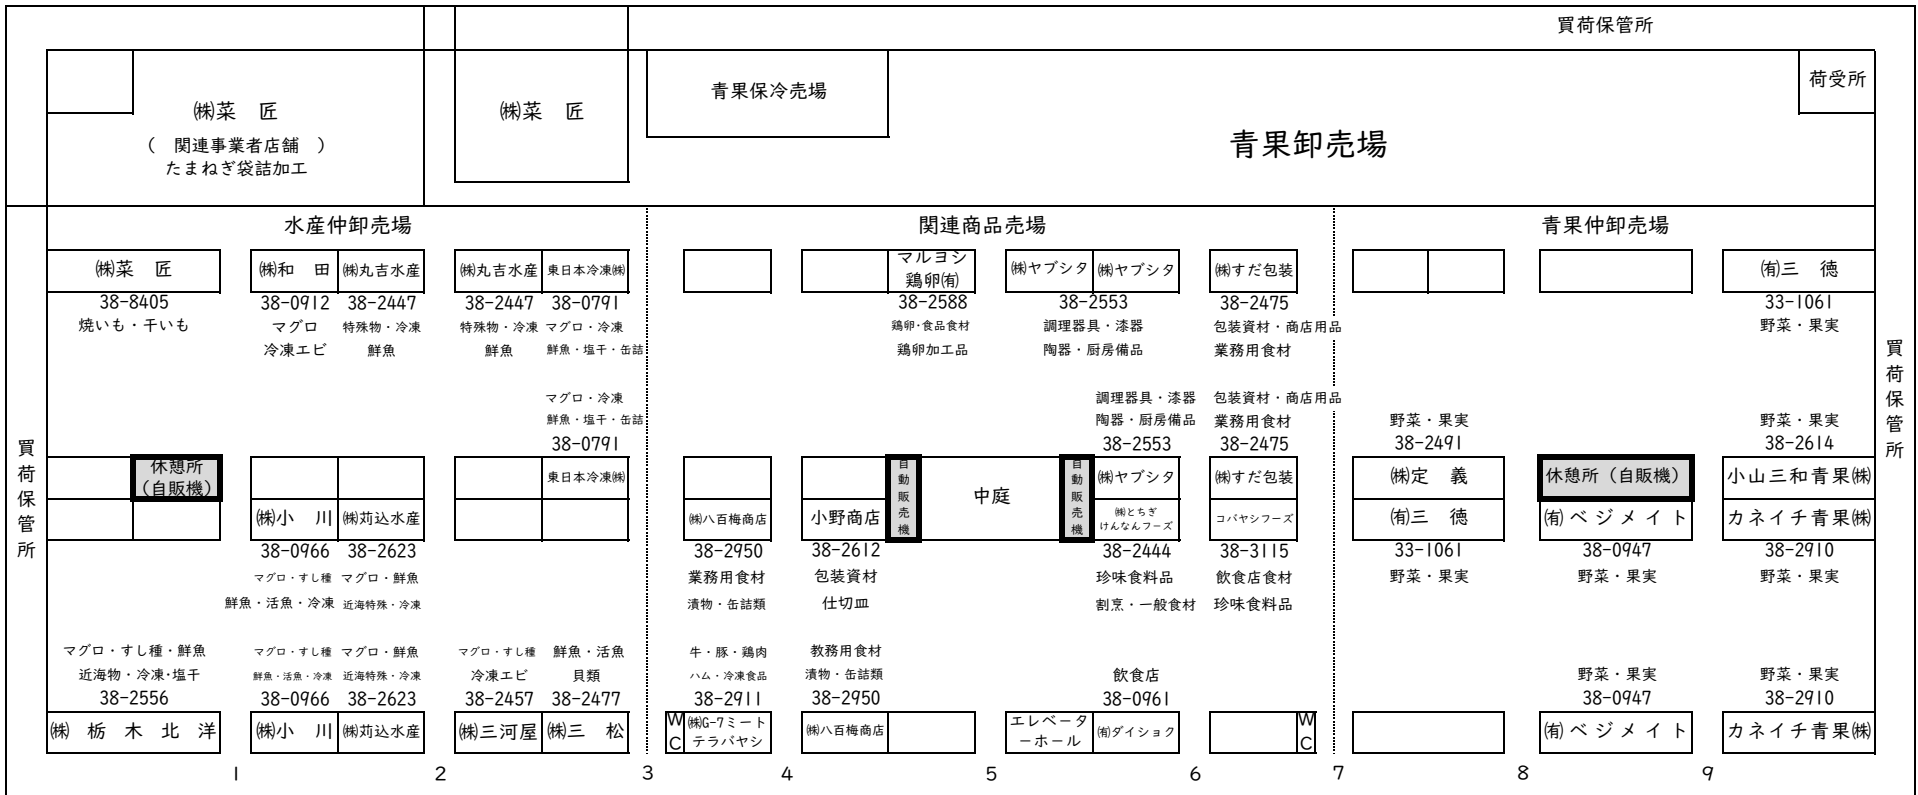 買荷保管所
荷受所
㈱菜　匠
（　関連事業者店舗　）
たまねぎ袋詰加工
㈱菜　匠
青果保冷売場
青果卸売場
水産仲卸売場
関連商品売場
青果仲卸売場
㈱菜　匠
㈱和　田
㈱丸吉水産
㈱丸吉水産
東日本冷凍㈱
マルヨシ
鶏卵㈲
㈱ヤブシタ
㈱ヤブシタ
㈱すだ包装
㈲三　徳
38-8405
38-0912
38-2447
38-2447
38-0791
38-2588
38-2553
38-2475
33-1061
焼いも・干いも
マグロ
特殊物・冷凍
特殊物・冷凍
マグロ・冷凍
鶏卵・食品食材
調理器具・漆器
包装資材・商店用品
野菜・果実
冷凍エビ
鮮魚
鮮魚
鮮魚・塩干・缶詰
鶏卵加工品
陶器・厨房備品
業務用食材
買荷保管所
マグロ・冷凍
調理器具・漆器
包装資材・商店用品
鮮魚・塩干・缶詰
陶器・厨房備品
業務用食材
野菜・果実
野菜・果実
38-0791
38-2553
38-2475
38-2491
38-2614
買荷保管所
休憩所
（自販機）
東日本冷凍㈱
自動販売機
中庭
自動販売機
㈱ヤブシタ
㈱すだ包装
㈱定　義
休憩所（自販機）
小山三和青果㈱
㈱小　川
㈱苅込水産
㈱八百梅商店
小野商店
㈱とちぎ
けんなんフーズ
コバヤシフーズ
㈲三　徳
㈲ベジメイト
カネイチ青果㈱
38-0966
38-2623
38-2950
38-2612
38-2444
38-3115
33-1061
38-0947
38-2910
マグロ・すし種
マグロ・鮮魚
業務用食材
包装資材
珍味食料品
飲食店食材
野菜・果実
野菜・果実
野菜・果実
鮮魚・活魚・冷凍
近海特殊・冷凍
漬物・缶詰類
仕切皿
割烹・一般食材
珍味食料品
マグロ・すし種・鮮魚
マグロ・すし種
マグロ・鮮魚
マグロ・すし種
鮮魚・活魚
牛・豚・鶏肉
教務用食材
近海物・冷凍・塩干
鮮魚・活魚・冷凍
近海特殊・冷凍
冷凍エビ
貝類
ハム・冷凍食品
漬物・缶詰類
飲食店
野菜・果実
野菜・果実
38-2556
38-0966
38-2623
38-2457
38-2477
38-2911
38-2950
38-0961
38-0947
38-2910
㈱　栃　木　北　洋
㈱小　川
㈱苅込水産
㈱三河屋
㈱三　松
WC
㈱G-7ミート
テラバヤシ
㈱八百梅商店
エレベータ
ーホール
㈲ダイショク
WC
㈲ベジメイト
カネイチ青果㈱
1
2
3
4
5
6
7
8
9